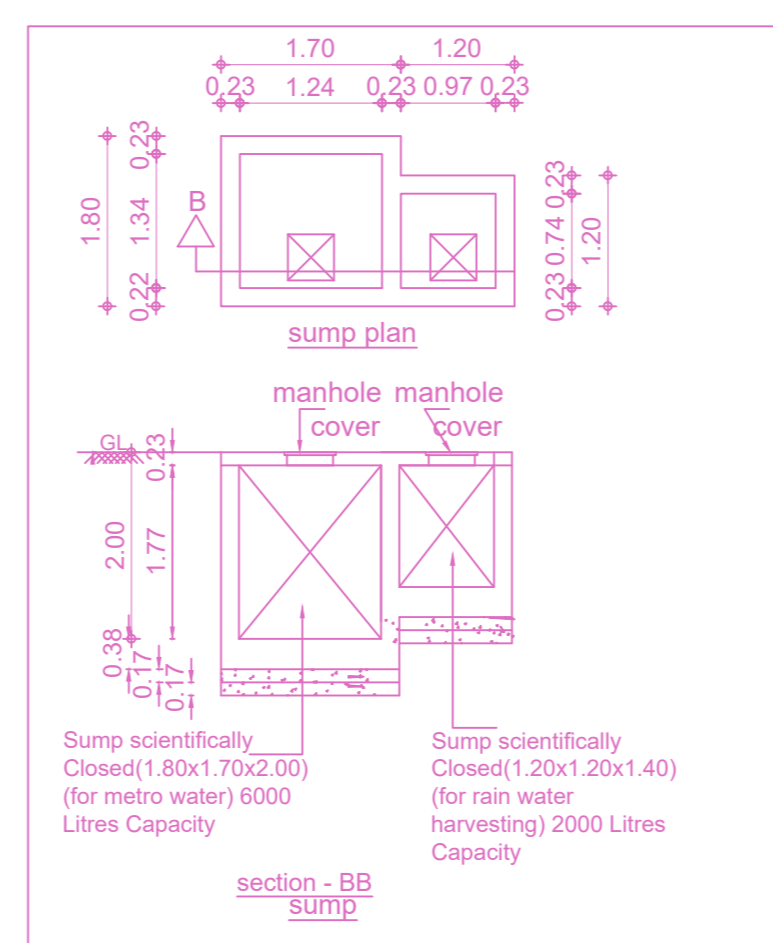 1.70 1.20
0.23 1.24 0.23 0.97 0.23
0.23
1.80 1.34
0.22
B
0.23
0.74 1.20
0.23
sump plan
manhole manhole
cover cover
GL
0.23
2.00 1.77
0.38
0.17
0.17
Sump scientifically
Closed(1.80x1.70x2.00)
(for metro water) 6000
Litres Capacity
Sump scientifically
Closed(1.20x1.20x1.40)
(for rain water
harvesting) 2000 Litres
Capacity
section - BB
sump